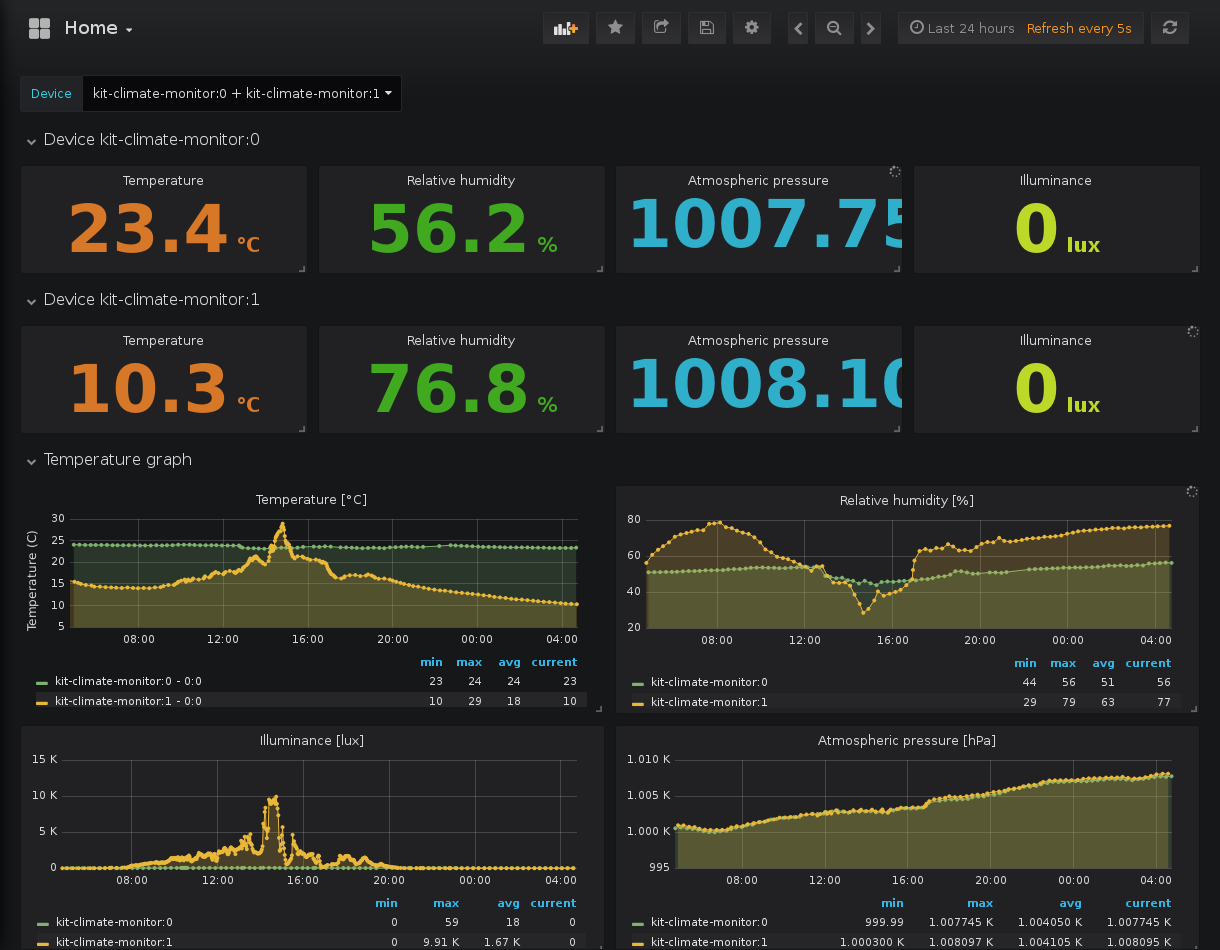 Home
Last 24 hours Refresh every 5s
Device kit-climate-monitor:0 + kit-climate-monitor:1
Device kit-climate-monitor:0
Temperature Relative humidity Atmospheric pressure Illuminance
23.4 °C 56.2 % 1007.75 0 lux
Device kit-climate-monitor:1
Temperature Relative humidity Atmospheric pressure Illuminance
10.3 °C 76.8 % 1008.10 0 lux
Temperature graph
Temperature [°C]
Temperature (C)
30
25
20
15
10
5
08:00 12:00 16:00 20:00 00:00 04:00
min max avg current
kit-climate-monitor:0 - 0:0 23 24 24 23
kit-climate-monitor:1 - 0:0 10 29 18 10
Relative humidity [%]
80
60
40
20
08:00 12:00 16:00 20:00 00:00 04:00
min max avg current
kit-climate-monitor:0 44 56 51 56
kit-climate-monitor:1 29 79 63 77
Illuminance [lux]
15 K
10 K
5 K
0
08:00 12:00 16:00 20:00 00:00 04:00
min max avg current
kit-climate-monitor:0 0 59 18 0
kit-climate-monitor:1 0 9.91 K 1.67 K 0
Atmospheric pressure [hPa]
1.010 K
1.005 K
1.000 K
995
08:00 12:00 16:00 20:00 00:00 04:00
min max avg current
kit-climate-monitor:0 999.99 1.007745 K 1.004050 K 1.007745 K
kit-climate-monitor:1 1.000300 K 1.008097 K 1.004105 K 1.008095 K